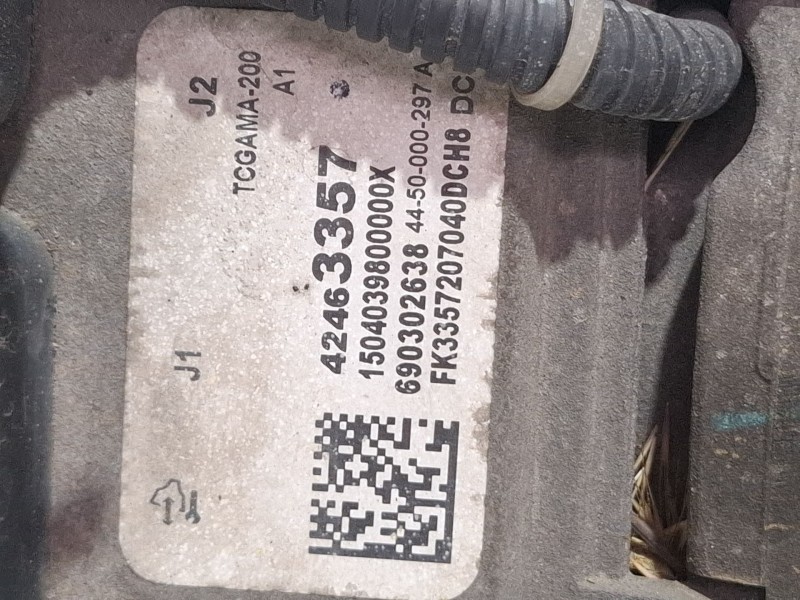 J1 J2
TCGAMA-200
A1
42463357
1504039800000X
690302638 44-50-000-297 A
FK3357207040DCH8 DC